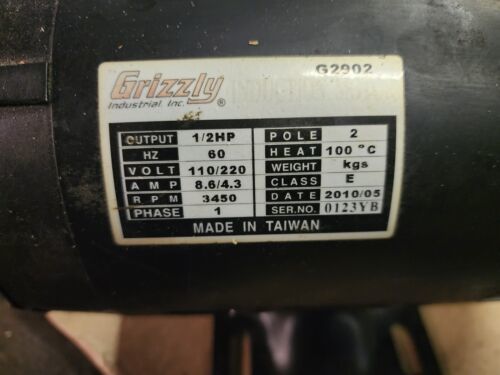 G2902
Grizzly
Industrial, Inc.®
OUTPUT 1/2HP
HZ 60
VOLT 110/220
AMP 8.6/4.3
RPM 3450
PHASE 1
POLE 2
HEAT 100°C
WEIGHT kgs
CLASS E
DATE 2010/05
SER.NO. 0123YB
MADE IN TAIWAN